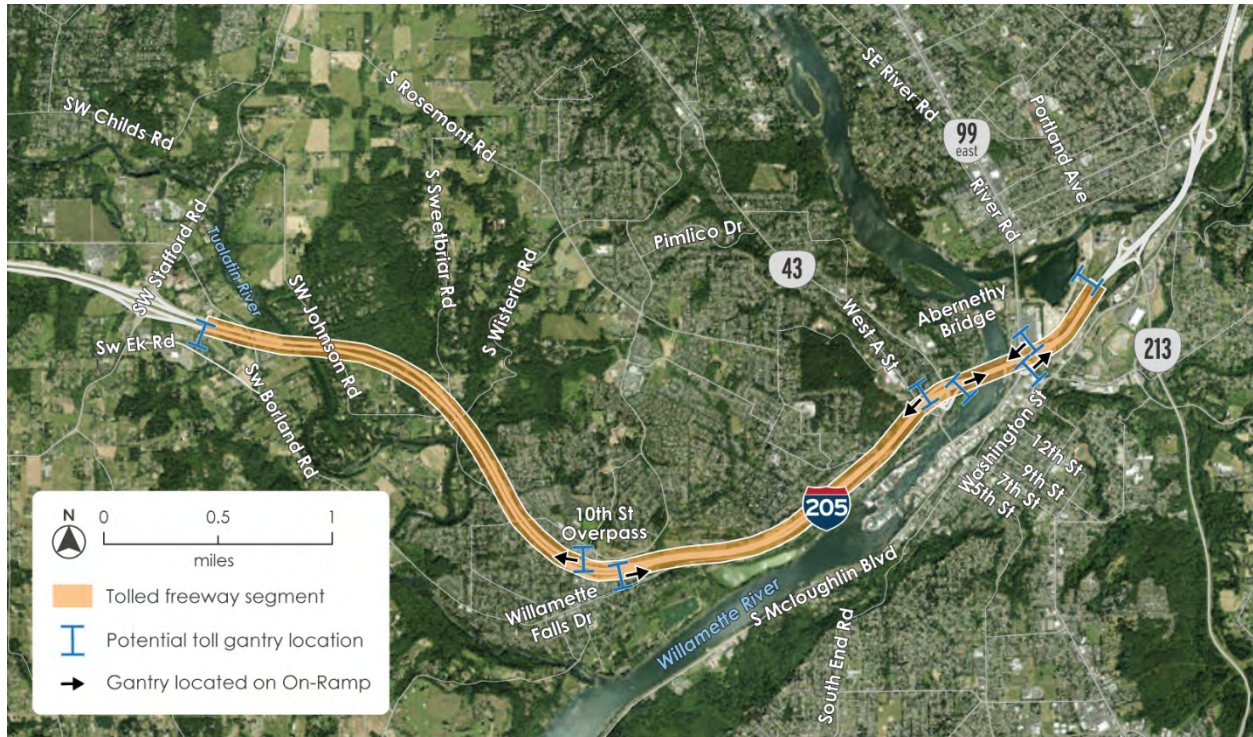 SW Childs Rd
S Rosemont Rd
SE River Rd
Portland Ave
99
east
River Rd
SW Stafford Rd
Tualatin River
S Sweetbriar Rd
Pimlico Dr
43
S Wisteria Rd
SW Johnson Rd
Sw Ek Rd
Sw Borland Rd
West A St
Abernethy
Bridge
213
Washington St
12th St
9th St
7th St
5th St
205
10th St
Overpass
Willamette
Falls Dr
Willamette River
S Mcloughlin Blvd
South End Rd
N
0 0.5 1
miles
Tolled freeway segment
Potential toll gantry location
Gantry located on On-Ramp